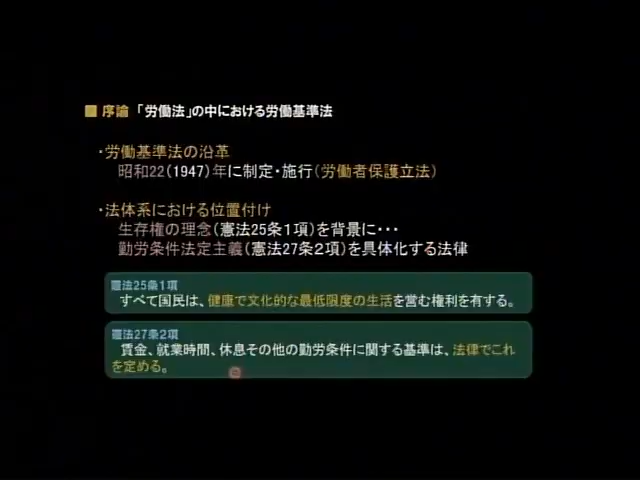 ■ 序論 「労働法」の中における労働基準法
・労働基準法の沿革
昭和22(1947)年に制定・施行(労働者保護立法)
・法体系における位置付け
生存権の理念(憲法25条1項)を背景に・・・
勤労条件法定主義(憲法27条2項)を具体化する法律
憲法25条1項
すべて国民は、健康で文化的な最低限度の生活を営む権利を有する。
憲法27条2項
賃金、就業時間、休息その他の勤労条件に関する基準は、法律でこれ
を定める。